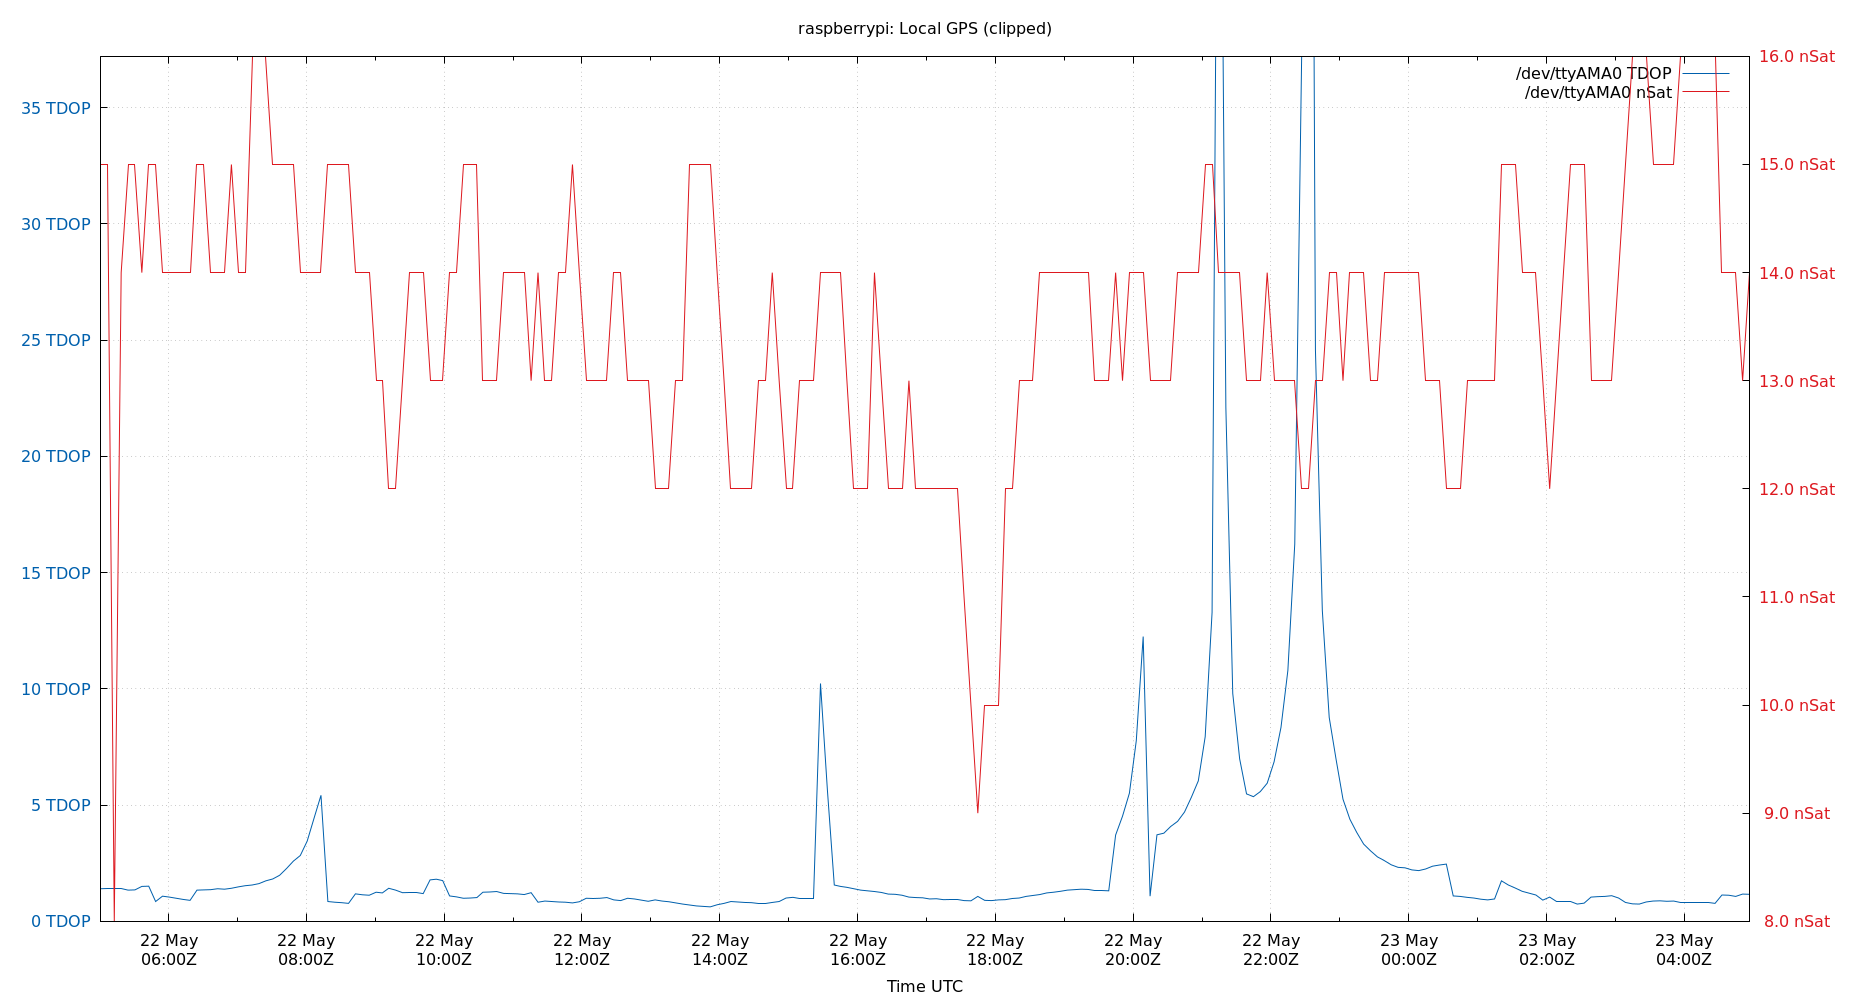 raspberrypi: Local GPS (clipped)
/dev/ttyAMA0 TDOP
/dev/ttyAMA0 nSat
35 TDOP
30 TDOP
25 TDOP
20 TDOP
15 TDOP
10 TDOP
5 TDOP
0 TDOP
16.0 nSat
15.0 nSat
14.0 nSat
13.0 nSat
12.0 nSat
11.0 nSat
10.0 nSat
9.0 nSat
8.0 nSat
22 May
06:00Z
22 May
08:00Z
22 May
10:00Z
22 May
12:00Z
22 May
14:00Z
22 May
16:00Z
22 May
18:00Z
22 May
20:00Z
22 May
22:00Z
23 May
00:00Z
23 May
02:00Z
23 May
04:00Z
Time UTC